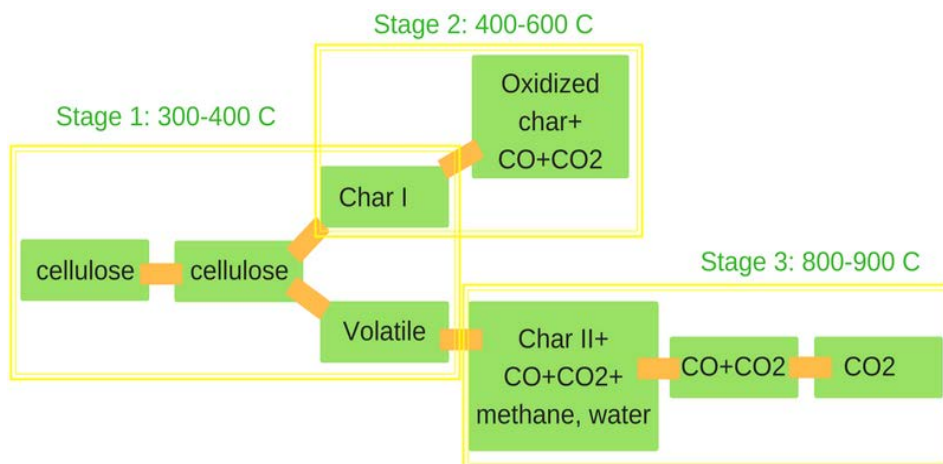 Stage 2: 400-600 C
Stage 1: 300-400 C
Oxidized
char+
CO+CO2
Char I
cellulose
cellulose
Volatile
Stage 3: 800-900 C
Char II+
CO+CO2+
methane, water
CO+CO2
CO2